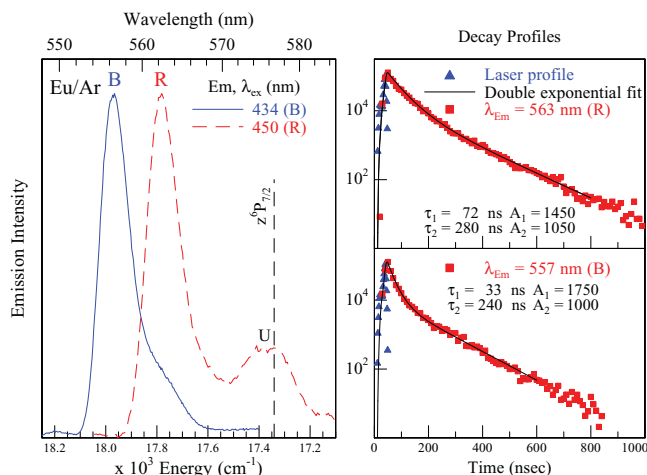 Wavelength (nm)
555 560 565 570 575 580
Eu/Ar
B
R
Em, λex (nm)
434 (B)
450 (R)
z⁶P7/2
U
Emission Intensity
18.2 18.0 17.8 17.6 17.4 17.2
x 10³ Energy (cm⁻¹)
Decay Profiles
Laser profile
Double exponential fit
λEm = 563 nm (R)
10⁴
10²
τ1 = 72 ns A1 = 1450
τ2 = 280 ns A2 = 1050
λEm = 557 nm (B)
τ1 = 33 ns A1 = 1750
τ2 = 240 ns A2 = 1000
10⁴
10²
0 200 400 600 800 1000
Time (nsec)